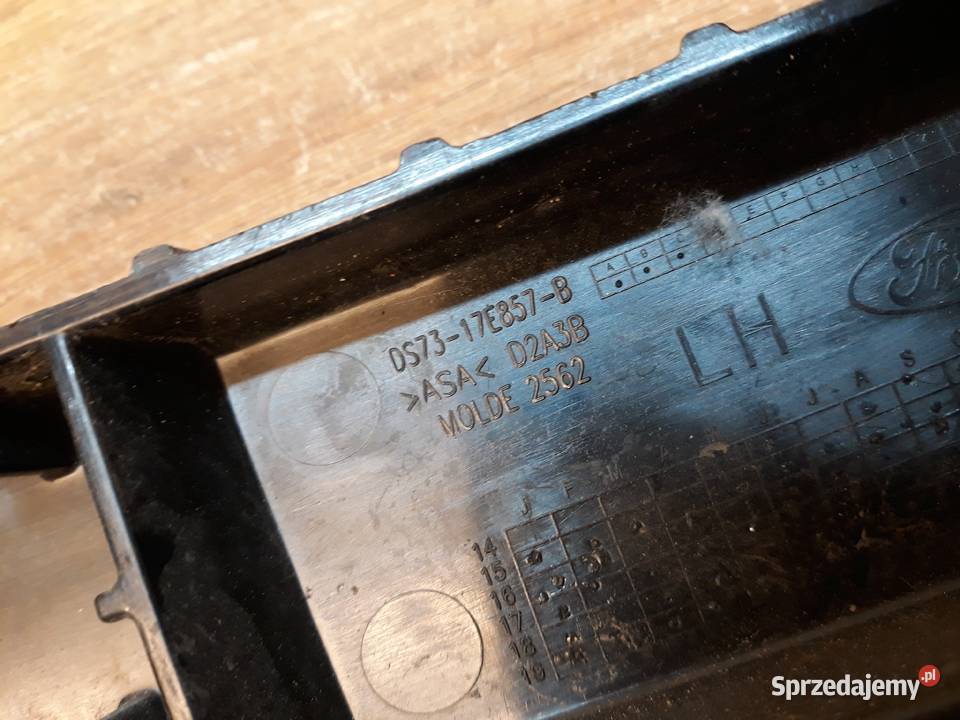 DS73-17E857-B
>ASA< D2A3B
MOLDE 2562
A B C E F G H
LH
J F M J J A S
14
15
16
17
18
19
Sprzedajemy.pl